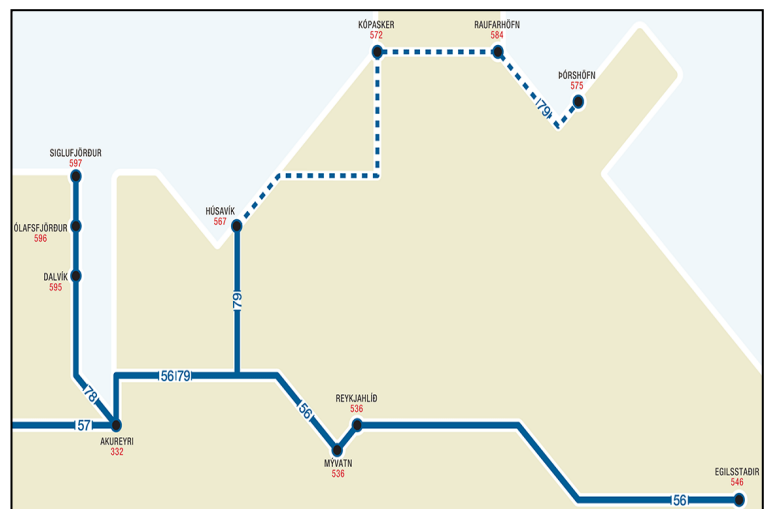 KÓPASKER
572
RAUFARHÖFN
584
ÞÓRSHÖFN
575
79
SIGLUFJÖRÐUR
597
HÚSAVÍK
567
ÓLAFSFJÖRÐUR
596
DALVÍK
595
79
56|79
78
56
REYKJAHLÍÐ
536
57
AKUREYRI
332
MÝVATN
536
EGILSSTAÐIR
546
56